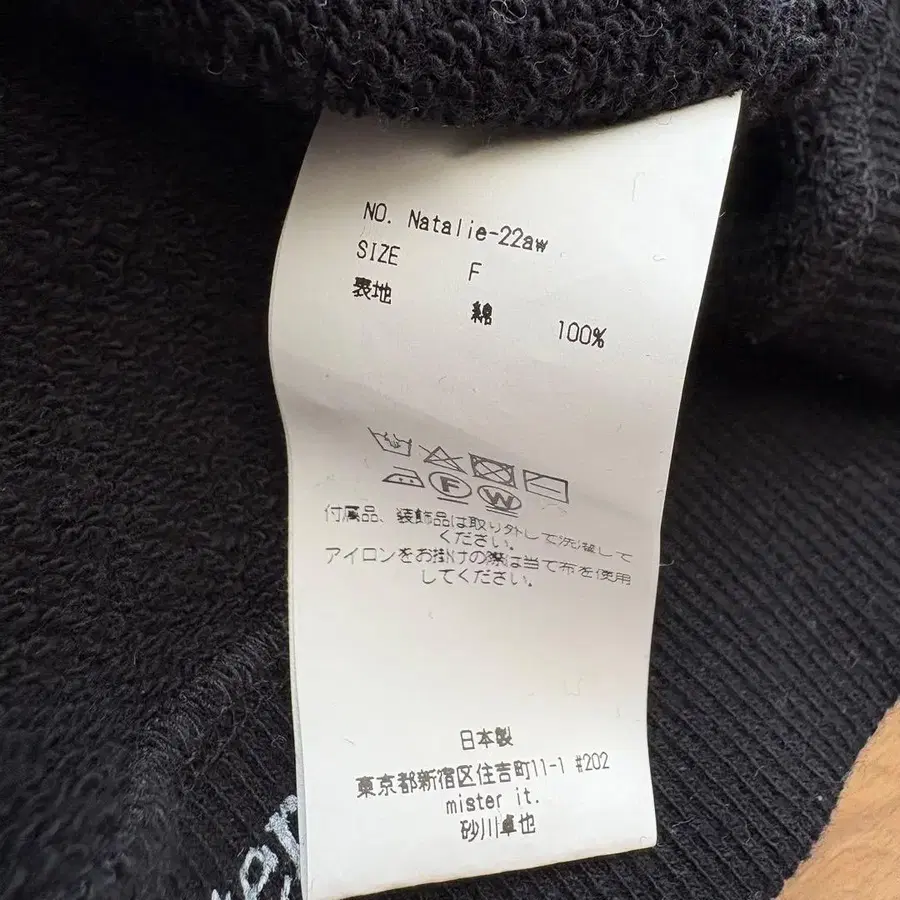 NO. Natalie-22aw
SIZE F
表地 綿 100%
F W
付属品、装飾品は取り外して洗濯して
ください。
アイロンをお掛けの際は当て布を使用
してください。
日本製
東京都新宿区住吉町11-1 #202
mister it.
砂川卓也